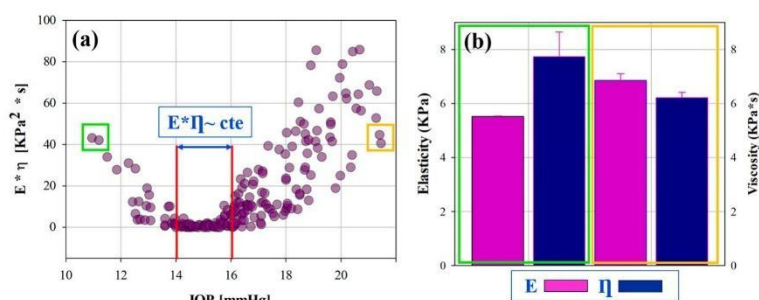 (a)
E * η [KPa² * s]
100
80
60
40
20
0
E*Ƞ~ cte
10 12 14 16 18 20
IOP [mmHg]
(b)
Elasticity (KPa)
8
6
4
2
0
8
6
4
2
0
Viscosity (KPa*s)
E Ƞ